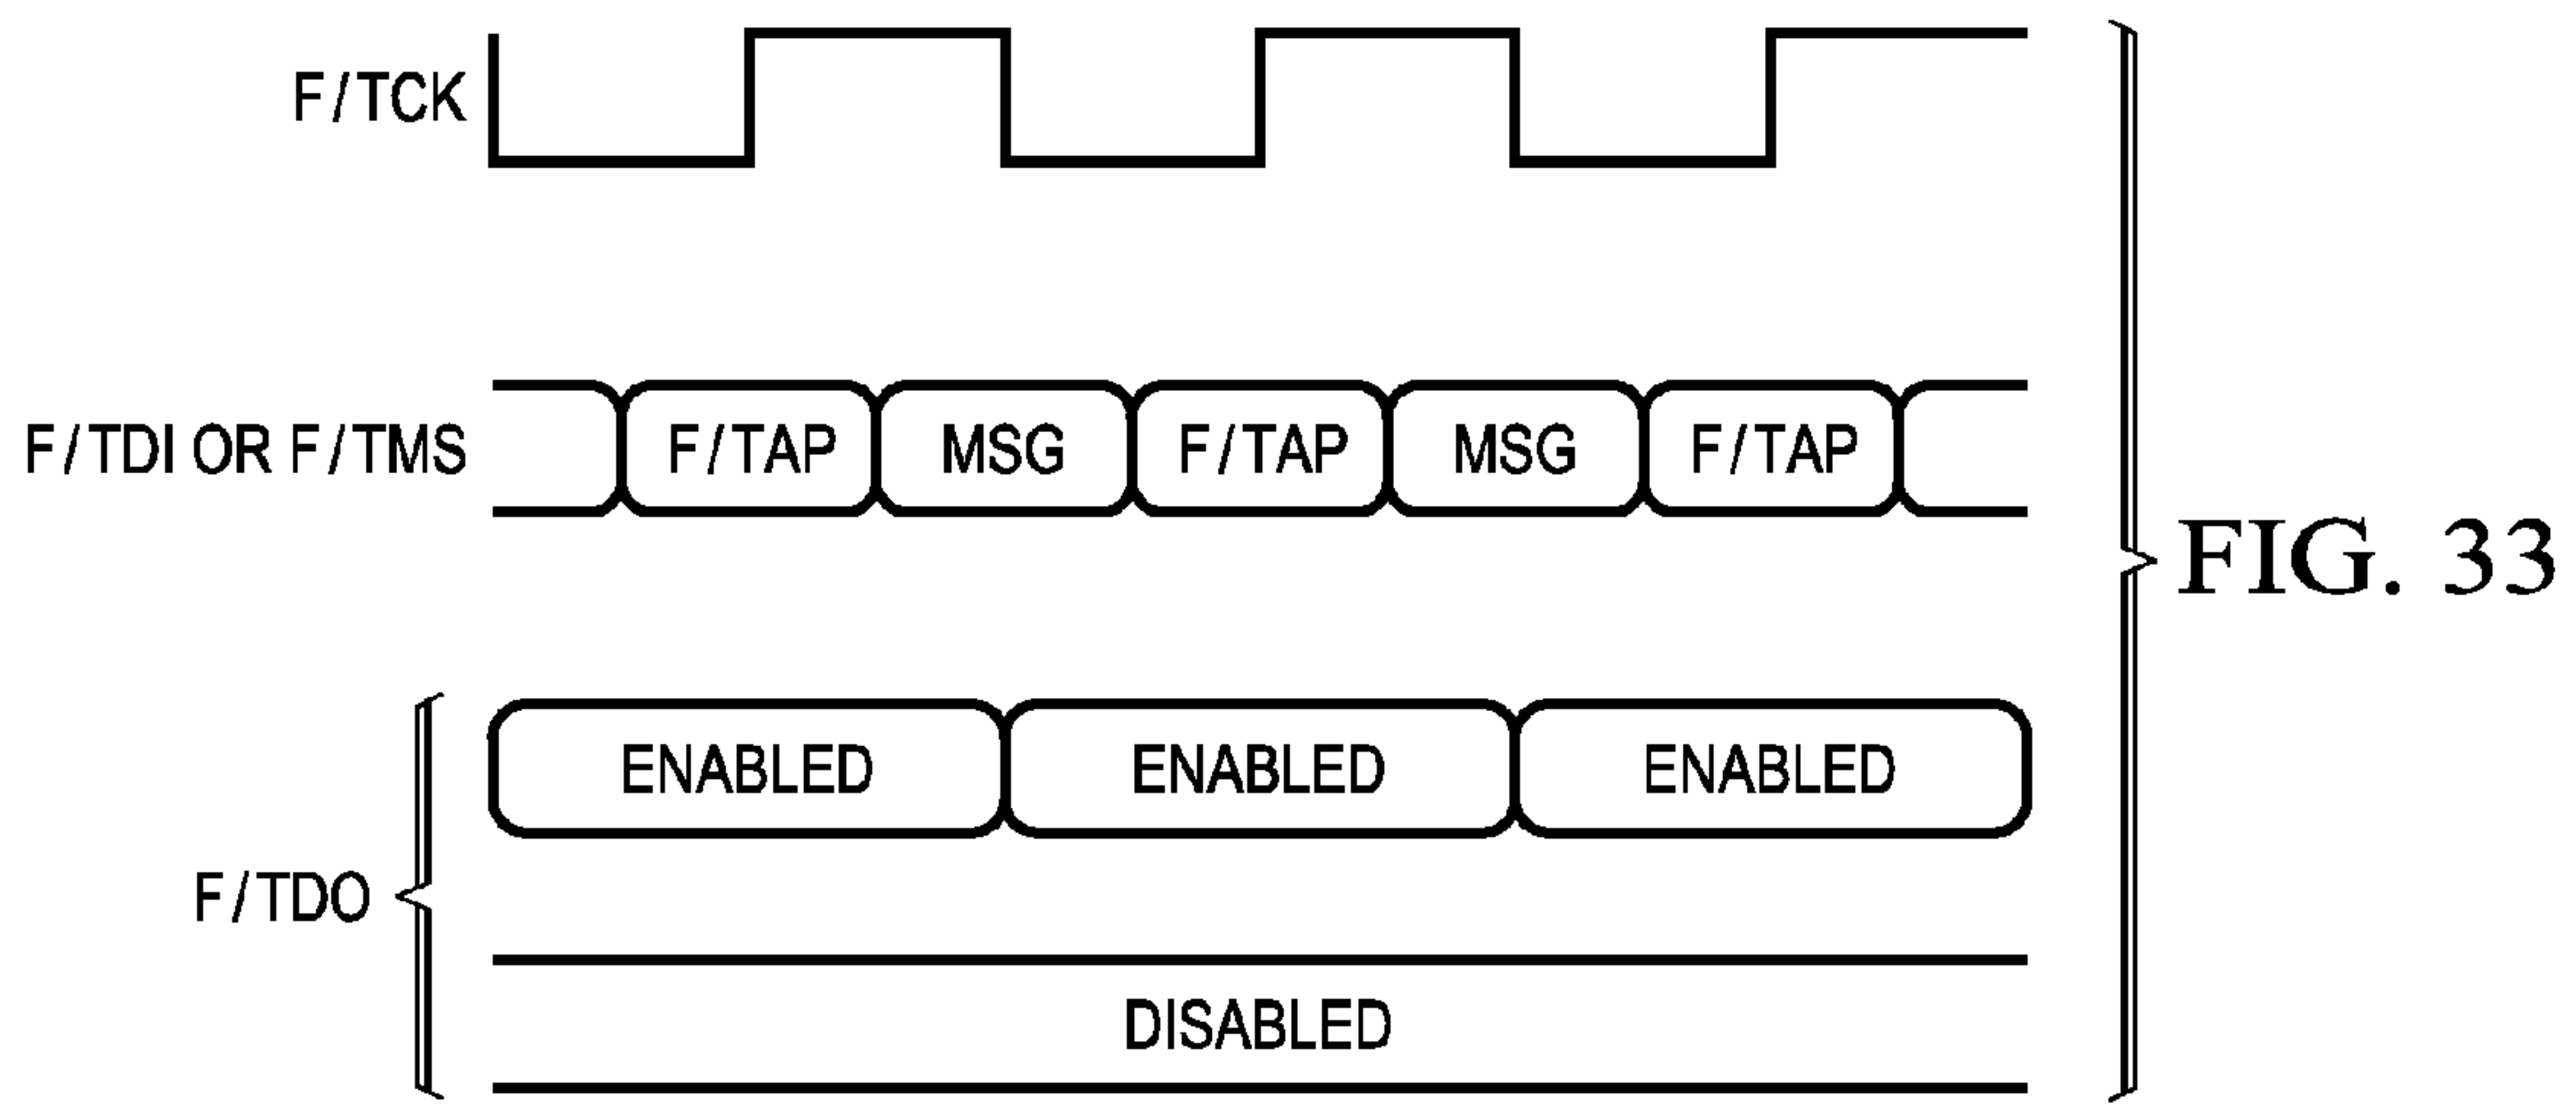 F/TCK
F/TDI OR F/TMS
F/TAP
MSG
F/TAP
MSG
F/TAP
FIG. 33
ENABLED
ENABLED
ENABLED
F/TDO
DISABLED